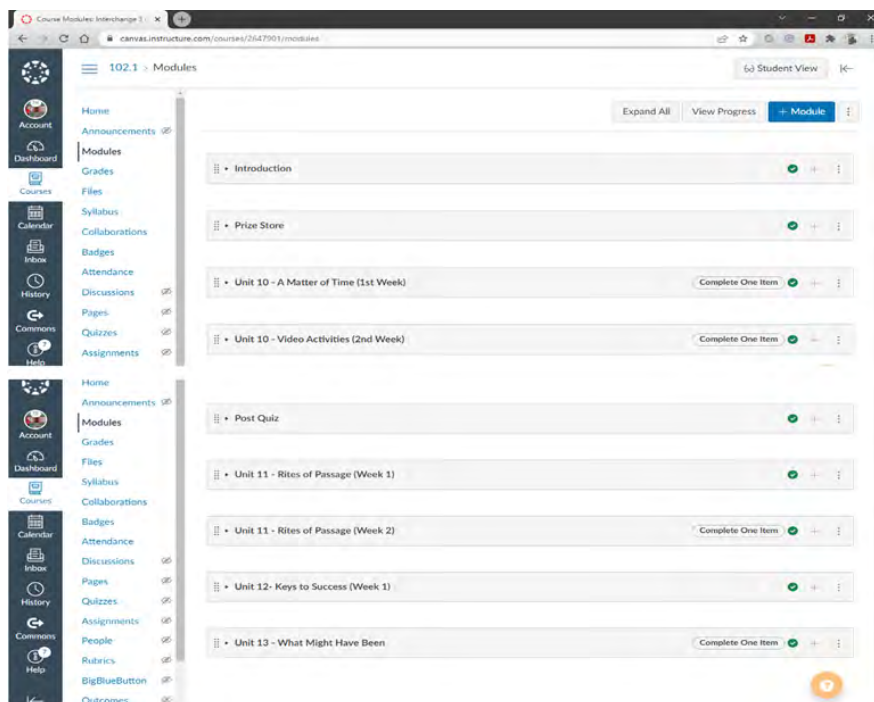 Course Modules: Interchange 3
canvas.instructure.com/courses/2647901/modules
102.1 > Modules
Student View
Account
Dashboard
Courses
Calendar
Inbox
History
Commons
Help
Home
Announcements
Modules
Grades
Files
Syllabus
Collaborations
Badges
Attendance
Discussions
Pages
Quizzes
Assignments
Expand All
View Progress
+ Module
Introduction
Prize Store
Unit 10 - A Matter of Time (1st Week)
Complete One Item
Unit 10 - Video Activities (2nd Week)
Complete One Item
Account
Dashboard
Courses
Calendar
Inbox
History
Commons
Help
Home
Announcements
Modules
Grades
Files
Syllabus
Collaborations
Badges
Attendance
Discussions
Pages
Quizzes
Assignments
People
Rubrics
BigBlueButton
Outcomes
Post Quiz
Unit 11 - Rites of Passage (Week 1)
Unit 11 - Rites of Passage (Week 2)
Complete One Item
Unit 12- Keys to Success (Week 1)
Unit 13 - What Might Have Been
Complete One Item